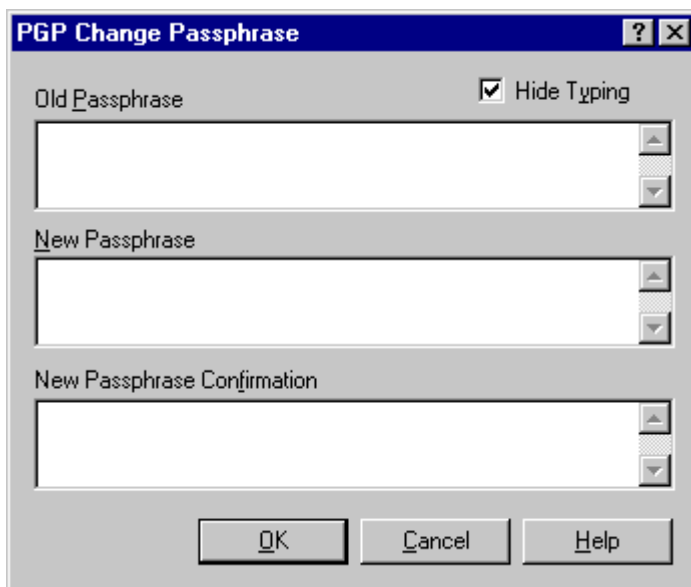 PGP Change Passphrase
Old Passphrase Hide Typing
New Passphrase
New Passphrase Confirmation
OK Cancel Help